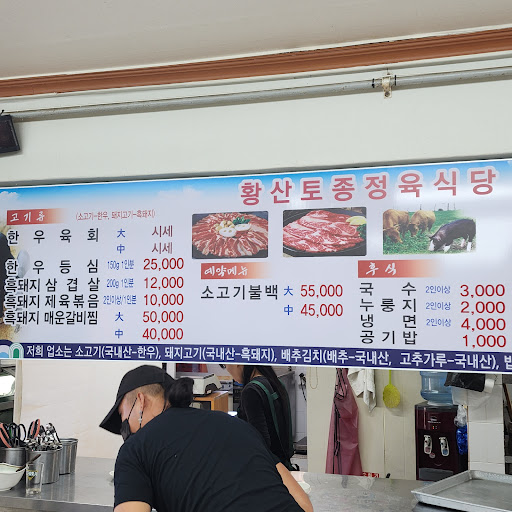 황산토종정육식당
고기류 (소고기-한우, 돼지고기-흑돼지)
한우육회 大 시세
中 시세
한우등심 150g 1인분 25,000
흑돼지삼겹살 200g 1인분 12,000
흑돼지제육볶음 2인이상/1인분 10,000
흑돼지매운갈비찜 大 50,000
中 40,000
예약메뉴
소고기불백 大 55,000
中 45,000
후식
국수 2인이상 3,000
누룽지 2인이상 2,000
냉면 2인이상 4,000
공기밥 1,000
저희 업소는 소고기(국내산-한우), 돼지고기(국내산-흑돼지), 배추김치(배추-국내산, 고추가루-국내산), 밥